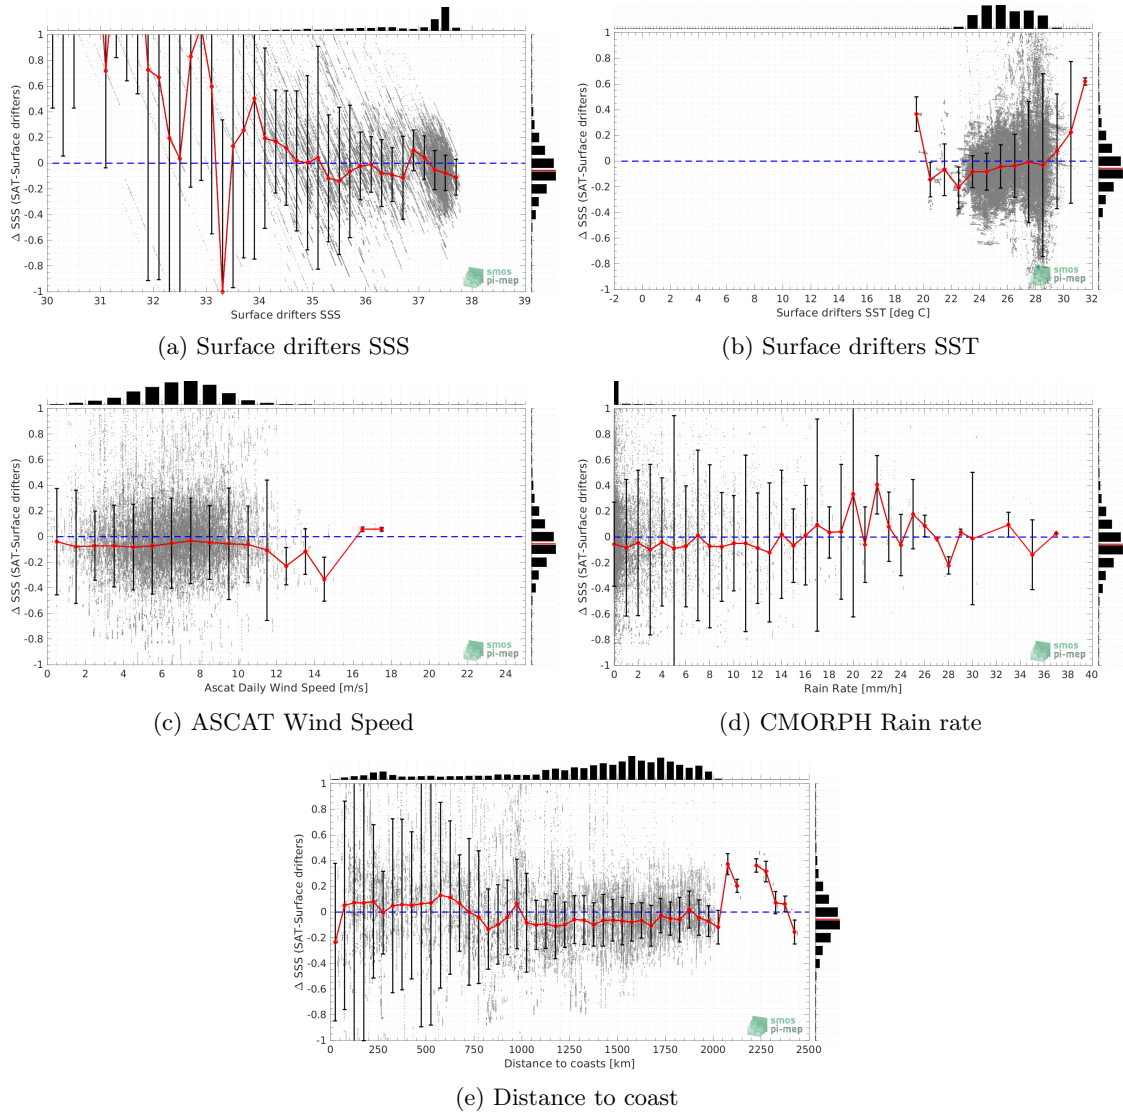 1
0.8
0.6
0.4
0.2
0
-0.2
-0.4
-0.6
-0.8
-1
Δ SSS (SAT-Surface drifters)
30 31 32 33 34 35 36 37 38 39
Surface drifters SSS
smos
pi-mep
(a) Surface drifters SSS
1
0.8
0.6
0.4
0.2
0
-0.2
-0.4
-0.6
-0.8
-1
Δ SSS (SAT-Surface drifters)
-2 0 2 4 6 8 10 12 14 16 18 20 22 24 26 28 30 32
Surface drifters SST [deg C]
smos
pi-mep
(b) Surface drifters SST
1
0.8
0.6
0.4
0.2
0
-0.2
-0.4
-0.6
-0.8
-1
Δ SSS (SAT-Surface drifters)
0 2 4 6 8 10 12 14 16 18 20 22 24
Ascat Daily Wind Speed [m/s]
smos
pi-mep
(c) ASCAT Wind Speed
1
0.8
0.6
0.4
0.2
0
-0.2
-0.4
-0.6
-0.8
-1
Δ SSS (SAT-Surface drifters)
0 2 4 6 8 10 12 14 16 18 20 22 24 26 28 30 32 34 36 38 40
Rain Rate [mm/h]
smos
pi-mep
(d) CMORPH Rain rate
1
0.8
0.6
0.4
0.2
0
-0.2
-0.4
-0.6
-0.8
-1
Δ SSS (SAT-Surface drifters)
0 250 500 750 1000 1250 1500 1750 2000 2250 2500
Distance to coasts [km]
smos
pi-mep
(e) Distance to coast